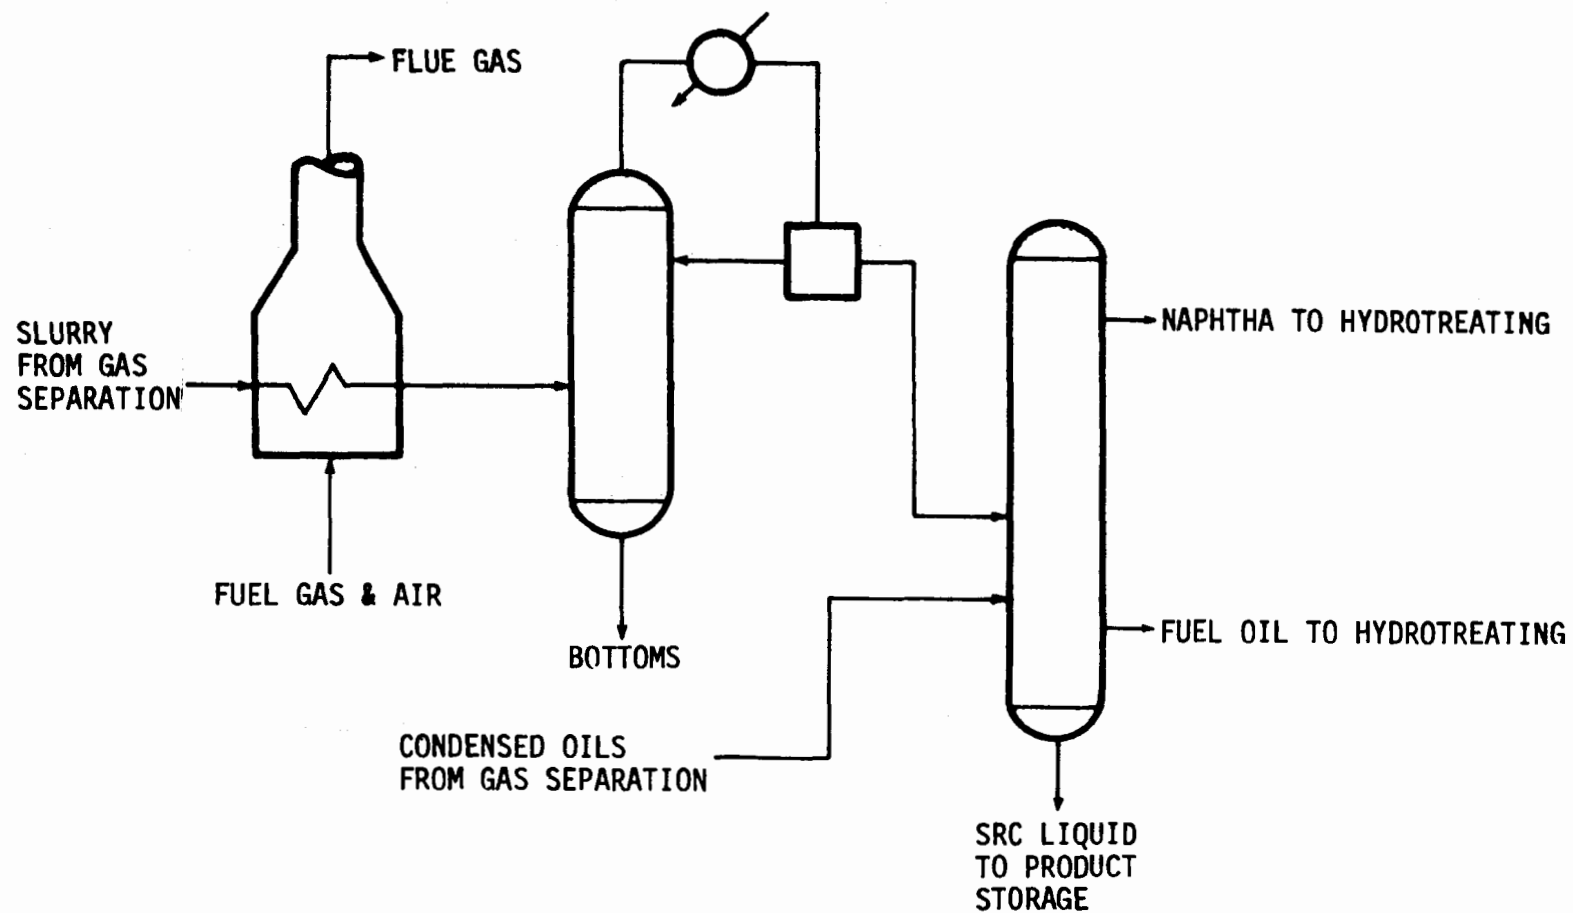 FLUE GAS
SLURRY
FROM GAS
SEPARATION
NAPHTHA TO HYDROTREATING
FUEL GAS & AIR
FUEL OIL TO HYDROTREATING
BOTTOMS
CONDENSED OILS
FROM GAS SEPARATION
SRC LIQUID
TO PRODUCT
STORAGE